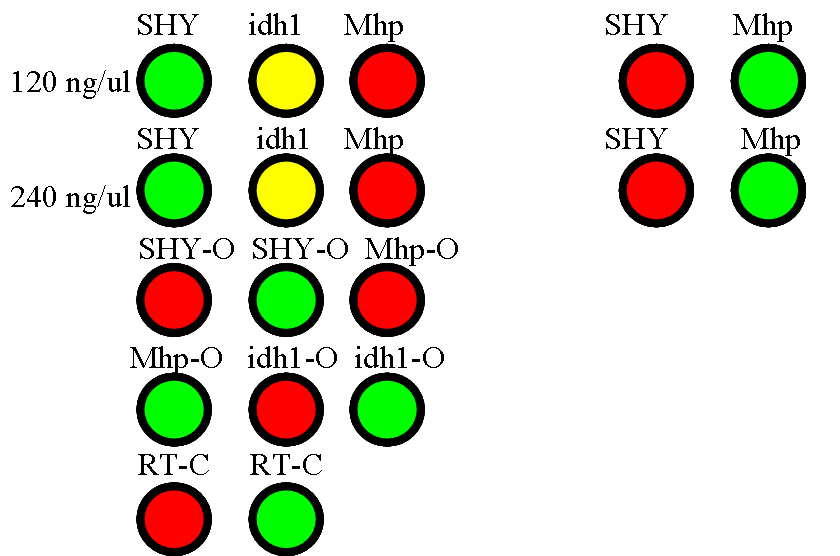 SHY idh1 Mhp SHY Mhp
120 ng/ul
SHY idh1 Mhp SHY Mhp
240 ng/ul
SHY-O SHY-O Mhp-O
Mhp-O idh1-O idh1-O
RT-C RT-C